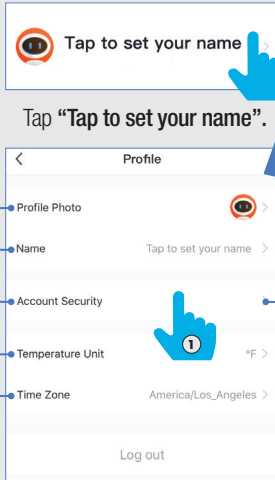 Tap to set your name >
Tap "Tap to set your name".
< Profile
Profile Photo >
Name Tap to set your name >
Account Security
1
Temperature Unit °F >
Time Zone America/Los_Angeles >
Log out